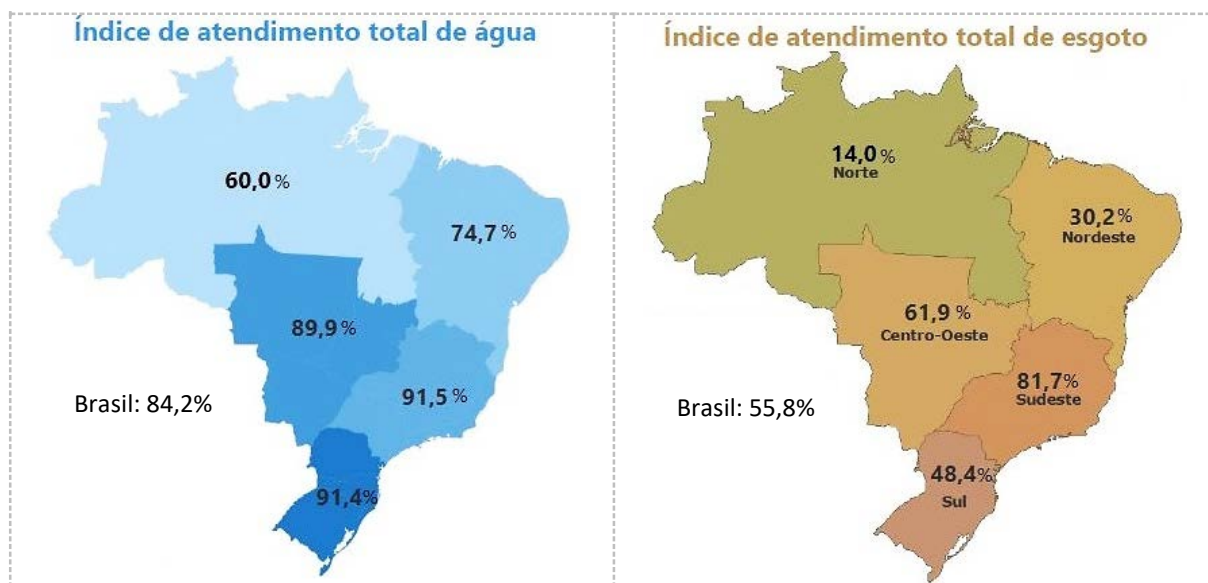 Índice de atendimento total de água
60,0 %
74,7 %
89,9 %
91,5 %
Brasil: 84,2%
91,4%
Índice de atendimento total de esgoto
14,0 %
Norte
30,2 %
Nordeste
61,9 %
Centro-Oeste
81,7%
Sudeste
Brasil: 55,8%
48,4%
Sul